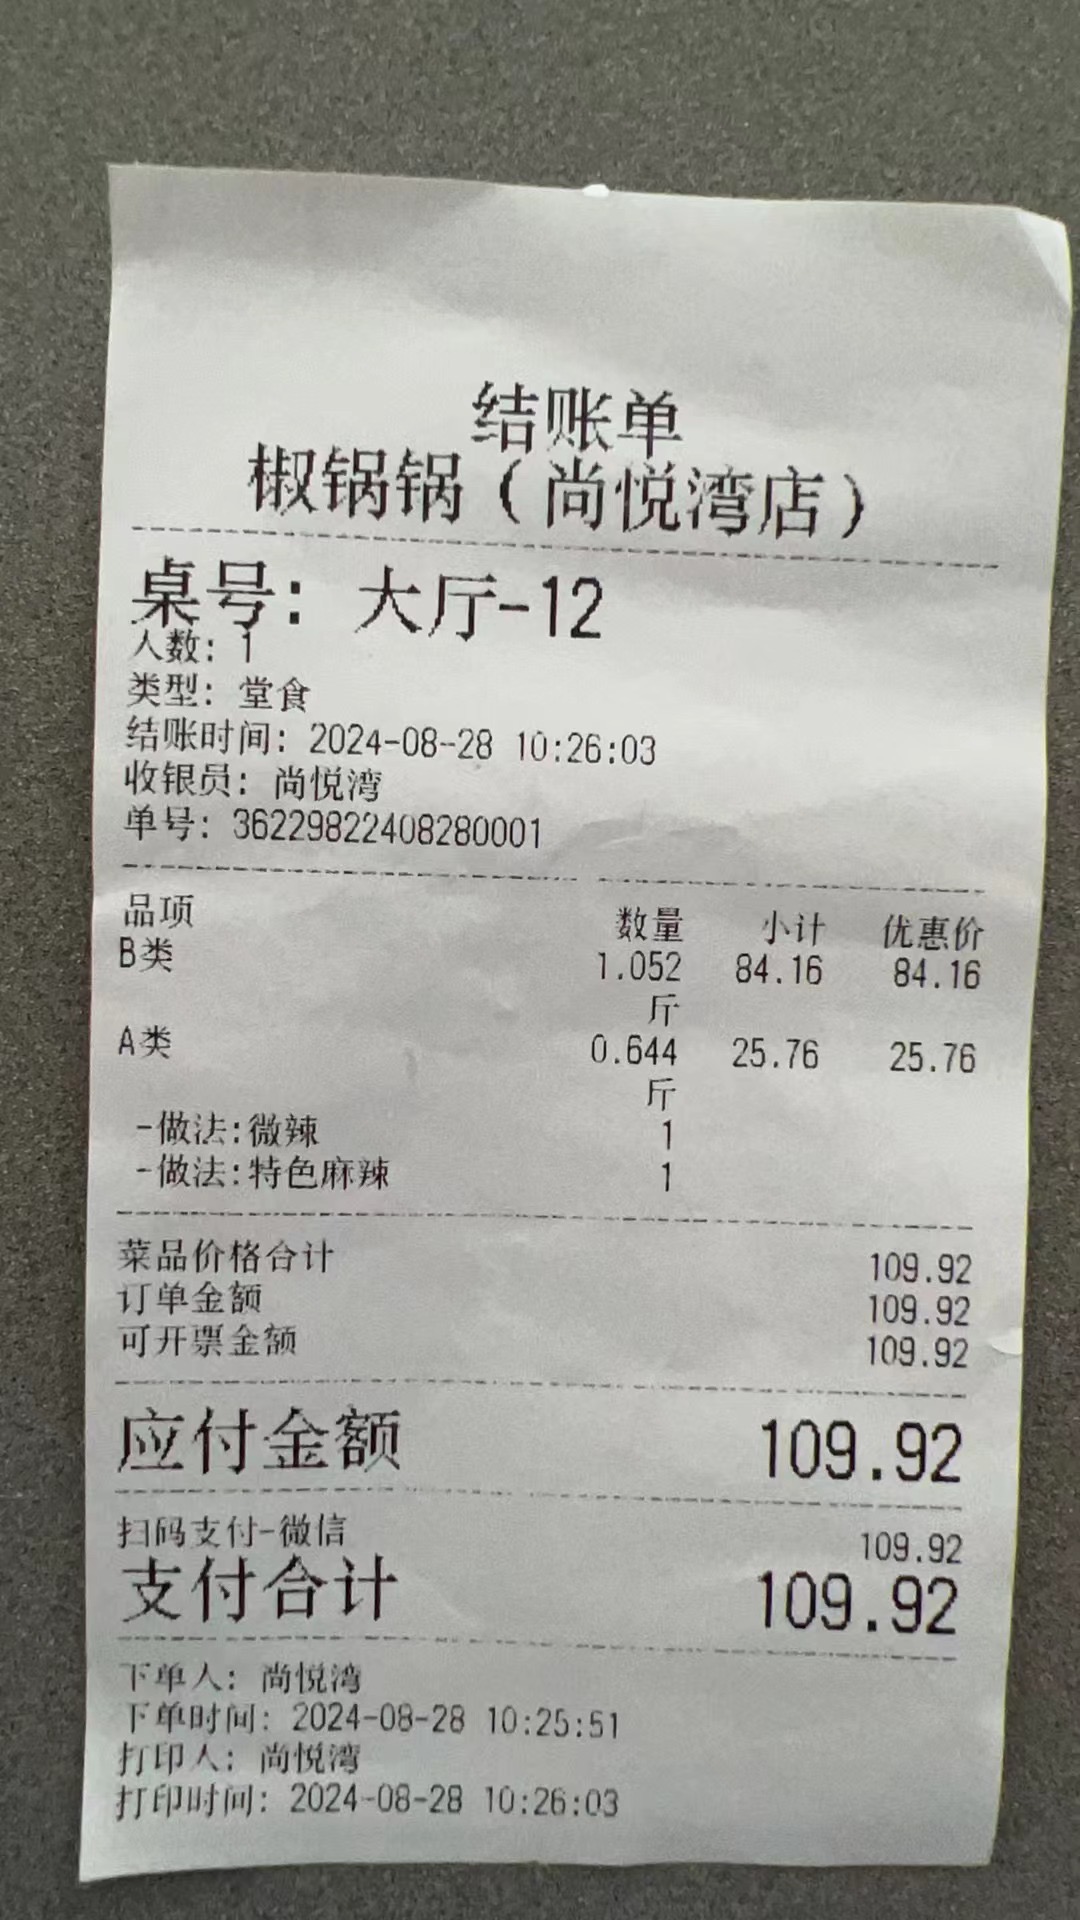 结账单
椒锅锅（尚悦湾店）
桌号：大厅-12
人数：1
类型：堂食
结账时间：2024-08-28 10:26:03
收银员：尚悦湾
单号：36229822408280001
品项 数量 小计 优惠价
B类 1.052 84.16 84.16
斤
A类 0.644 25.76 25.76
斤
-做法:微辣 1
-做法:特色麻辣 1
菜品价格合计 109.92
订单金额 109.92
可开票金额 109.92
应付金额 109.92
扫码支付-微信 109.92
支付合计 109.92
下单人：尚悦湾
下单时间：2024-08-28 10:25:51
打印人：尚悦湾
打印时间：2024-08-28 10:26:03